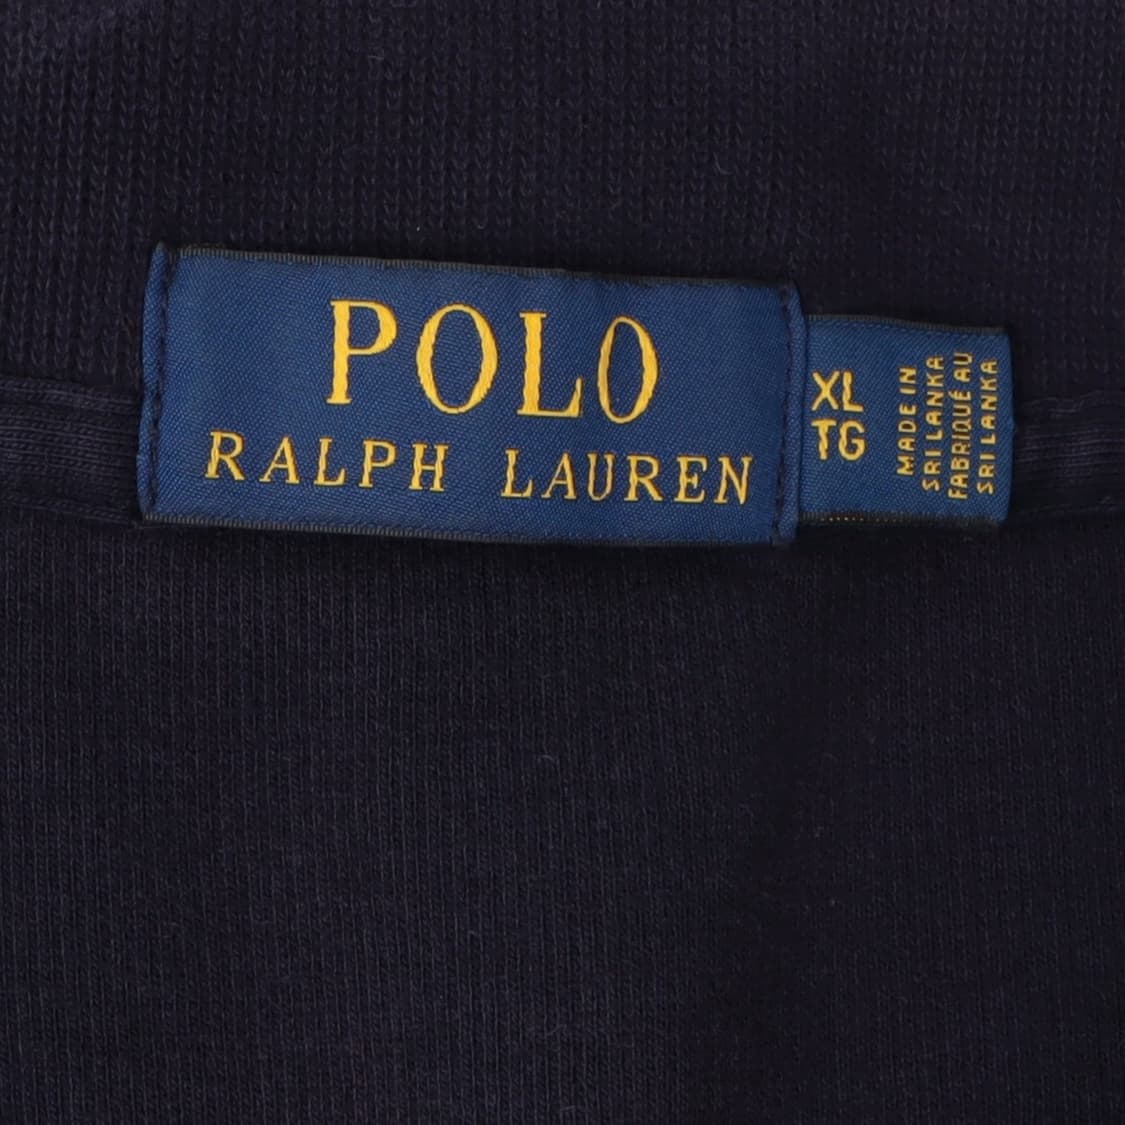 POLO
RALPH LAUREN
XL
TG
MADE IN
SRI LANKA
FABRIQUÉ AU
SRI LANKA